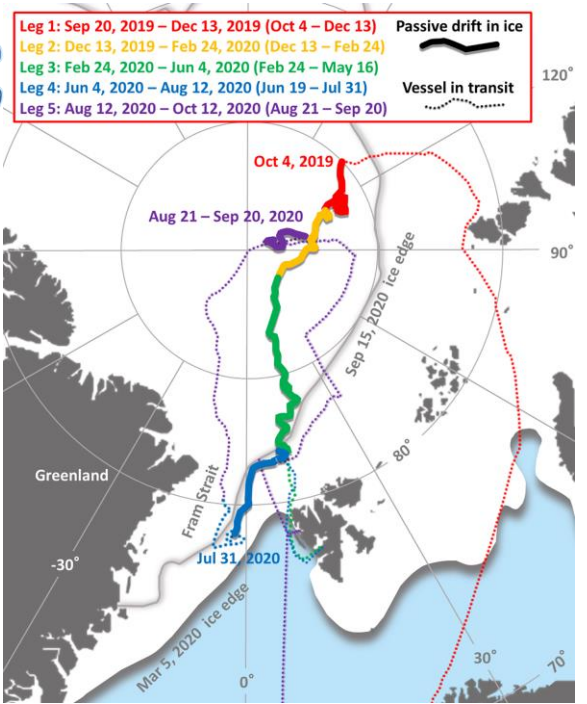 Leg 1: Sep 20, 2019 – Dec 13, 2019 (Oct 4 – Dec 13)
Leg 2: Dec 13, 2019 – Feb 24, 2020 (Dec 13 – Feb 24)
Leg 3: Feb 24, 2020 – Jun 4, 2020 (Feb 24 – May 16)
Leg 4: Jun 4, 2020 – Aug 12, 2020 (Jun 19 – Jul 31)
Leg 5: Aug 12, 2020 – Oct 12, 2020 (Aug 21 – Sep 20)
Passive drift in ice
Vessel in transit
120°
Oct 4, 2019
Aug 21 – Sep 20, 2020
90°
Sep 15, 2020 ice edge
80°
Greenland
Fram Strait
Jul 31, 2020
-30°
Mar 5, 2020 ice edge
0°
30°
70°